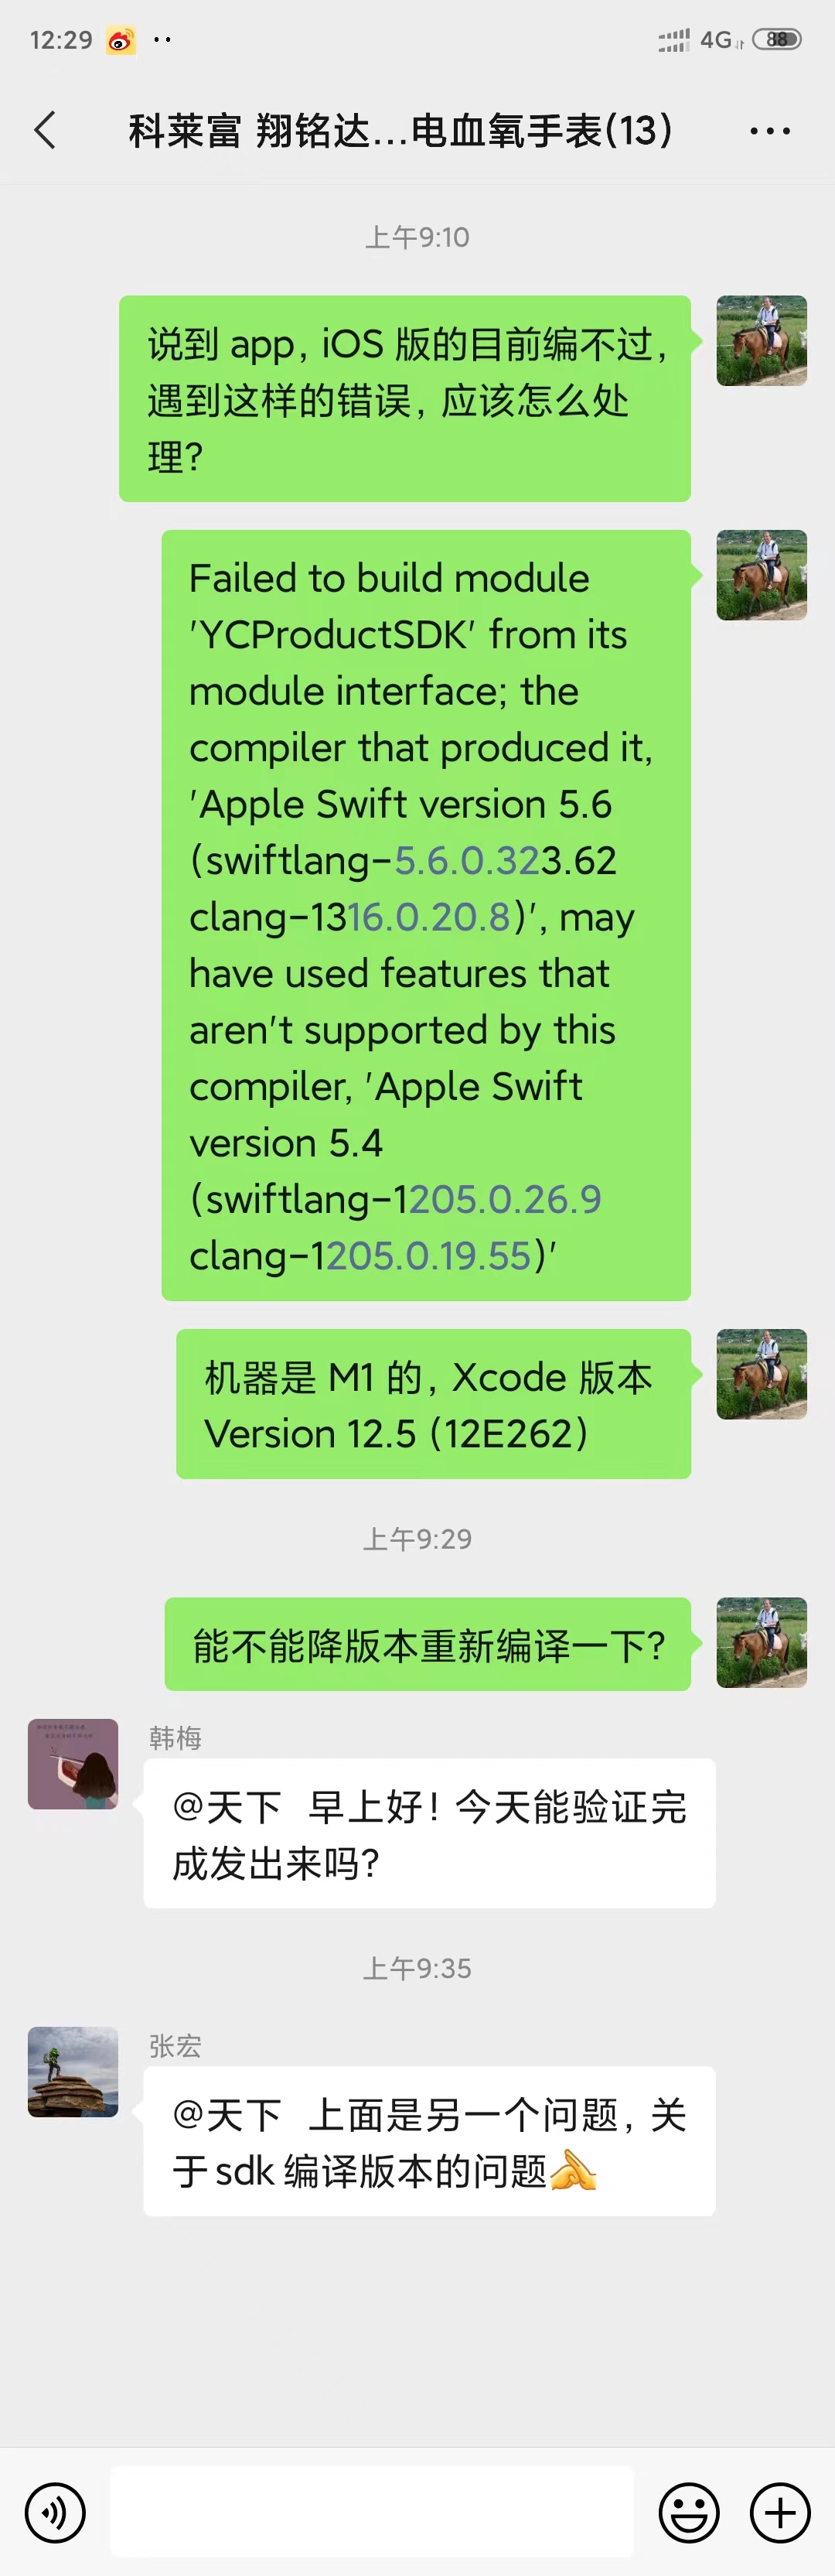 12:29
4G
88
科莱富 翔铭达...电血氧手表(13)
上午9:10
说到 app，iOS 版的目前编不过，
遇到这样的错误，应该怎么处
理？
Failed to build module
'YCProductSDK' from its
module interface; the
compiler that produced it,
'Apple Swift version 5.6
(swiftlang-5.6.0.323.62
clang-1316.0.20.8)', may
have used features that
aren't supported by this
compiler, 'Apple Swift
version 5.4
(swiftlang-1205.0.26.9
clang-1205.0.19.55)'
机器是 M1 的，Xcode 版本
Version 12.5 (12E262)
上午9:29
能不能降版本重新编译一下？
韩梅
@天下 早上好！今天能验证完
成发出来吗？
上午9:35
张宏
@天下 上面是另一个问题，关
于 sdk 编译版本的问题